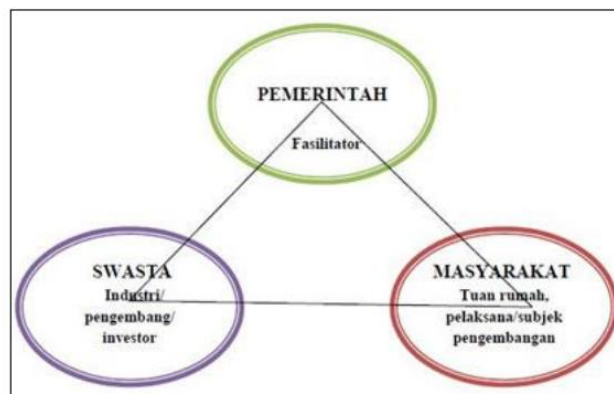 PEMERINTAH
Fasilitator
SWASTA
Industri/
pengembang/
investor
MASYARAKAT
Tuan rumah,
pelaksana/subjek
pengembangan